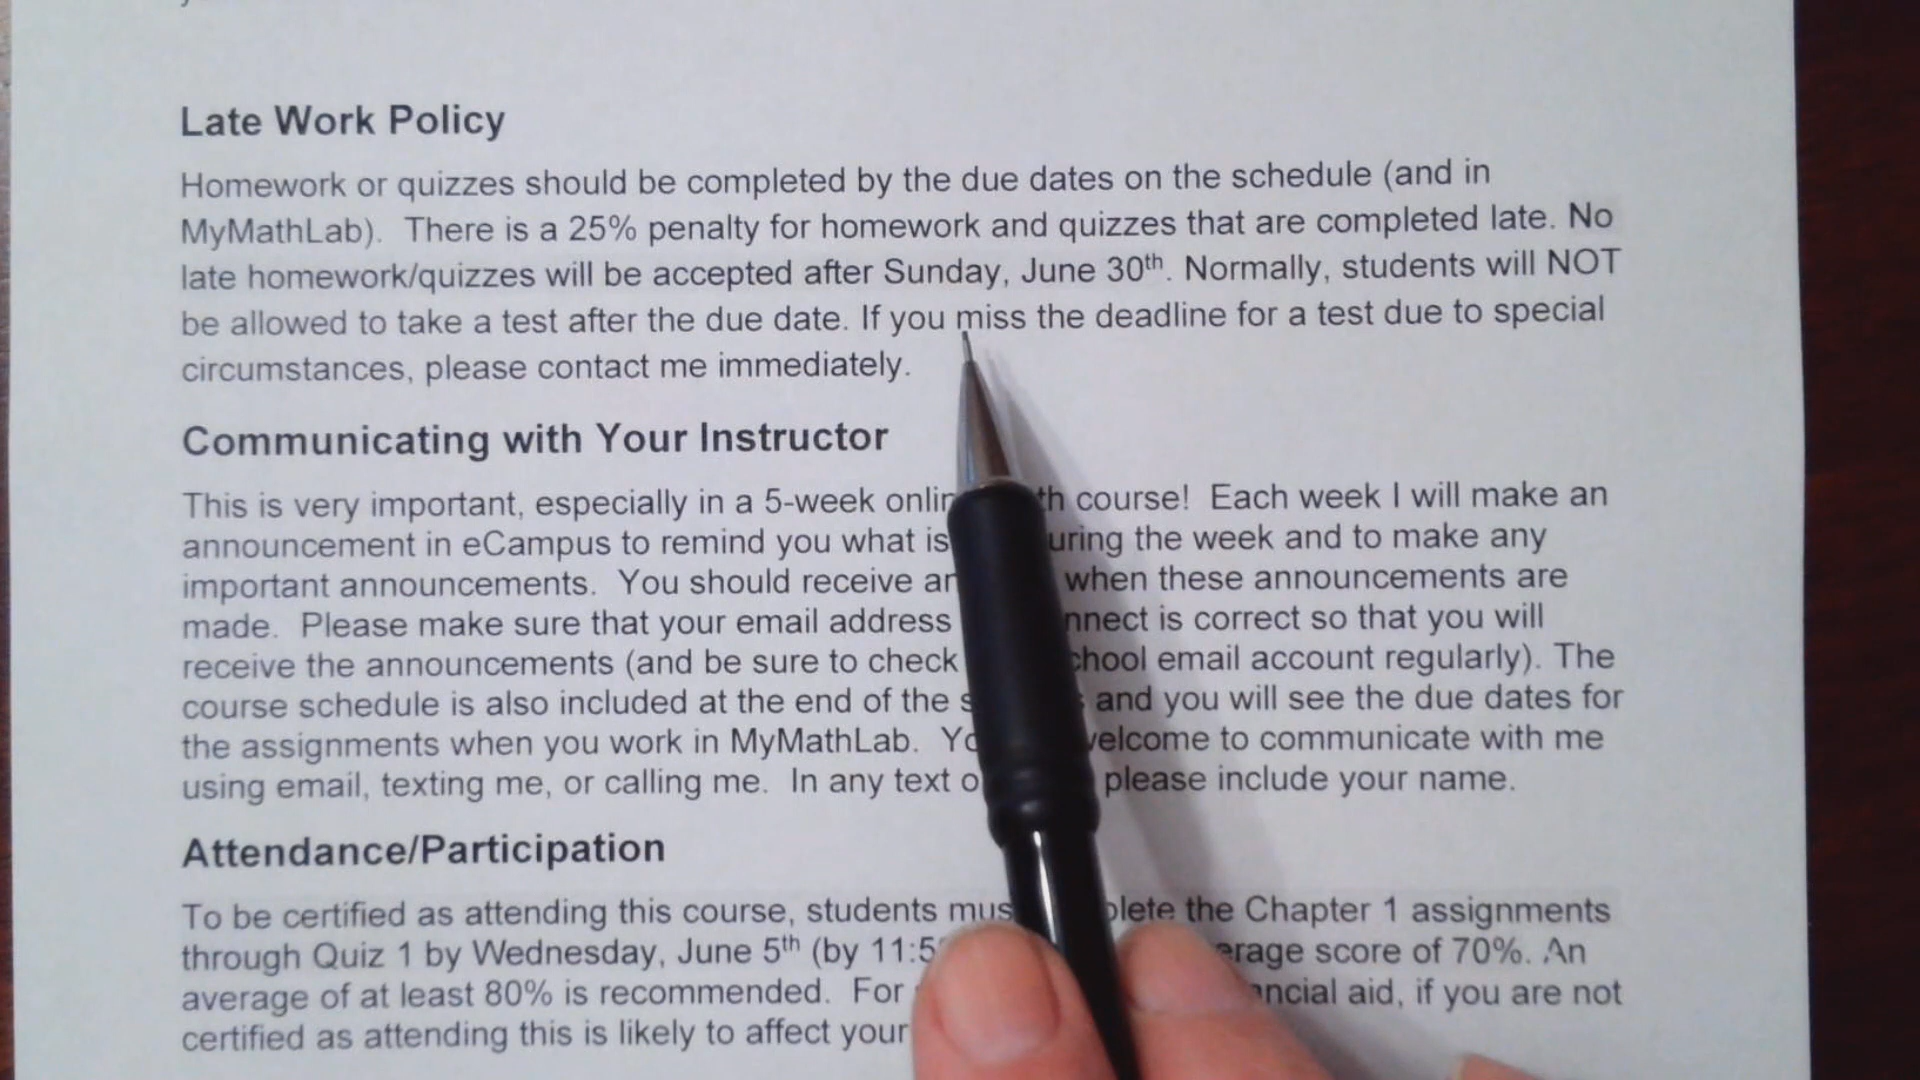 Late Work Policy
Homework or quizzes should be completed by the due dates on the schedule (and in
MyMathLab).  There is a 25% penalty for homework and quizzes that are completed late. No
late homework/quizzes will be accepted after Sunday, June 30th. Normally, students will NOT
be allowed to take a test after the due date. If you miss the deadline for a test due to special
circumstances, please contact me immediately.
Communicating with Your Instructor
This is very important, especially in a 5-week course!  Each week I will make an
announcement in eCampus to remind you what is the week and to make any
important announcements.  You should receive when these announcements are
made.  Please make sure that your email address is correct so that you will
receive the announcements (and be sure to check email account regularly). The
course schedule is also included at the end of the and you will see the due dates for
the assignments when you work in MyMathLab. to communicate with me
using email, texting me, or calling me.  In any text please include your name.
Attendance/Participation
To be certified as attending this course, students the Chapter 1 assignments
through Quiz 1 by Wednesday, June 5th (by score of 70%. An
average of at least 80% is recommended.  For aid, if you are not
certified as attending this is likely to affect your